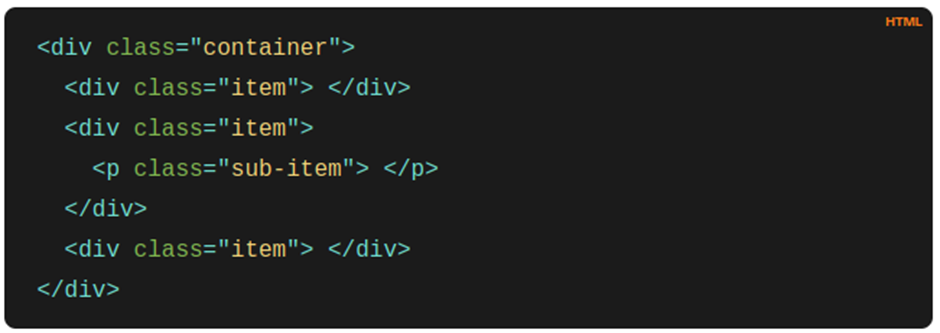 HTML
<div class="container">
  <div class="item"> </div>
  <div class="item">
    <p class="sub-item"> </p>
  </div>
  <div class="item"> </div>
</div>